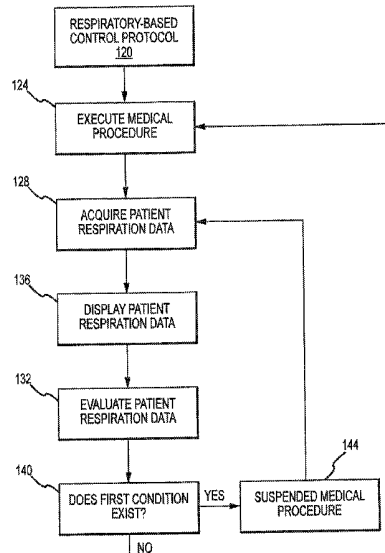 RESPIRATORY-BASED
CONTROL PROTOCOL
120
124
EXECUTE MEDICAL
PROCEDURE
128
ACQUIRE PATIENT
RESPIRATION DATA
136
DISPLAY PATIENT
RESPIRATION DATA
132
EVALUATE PATIENT
RESPIRATION DATA
140
DOES FIRST CONDITION
EXIST?
YES
144
SUSPENDED MEDICAL
PROCEDURE
NO